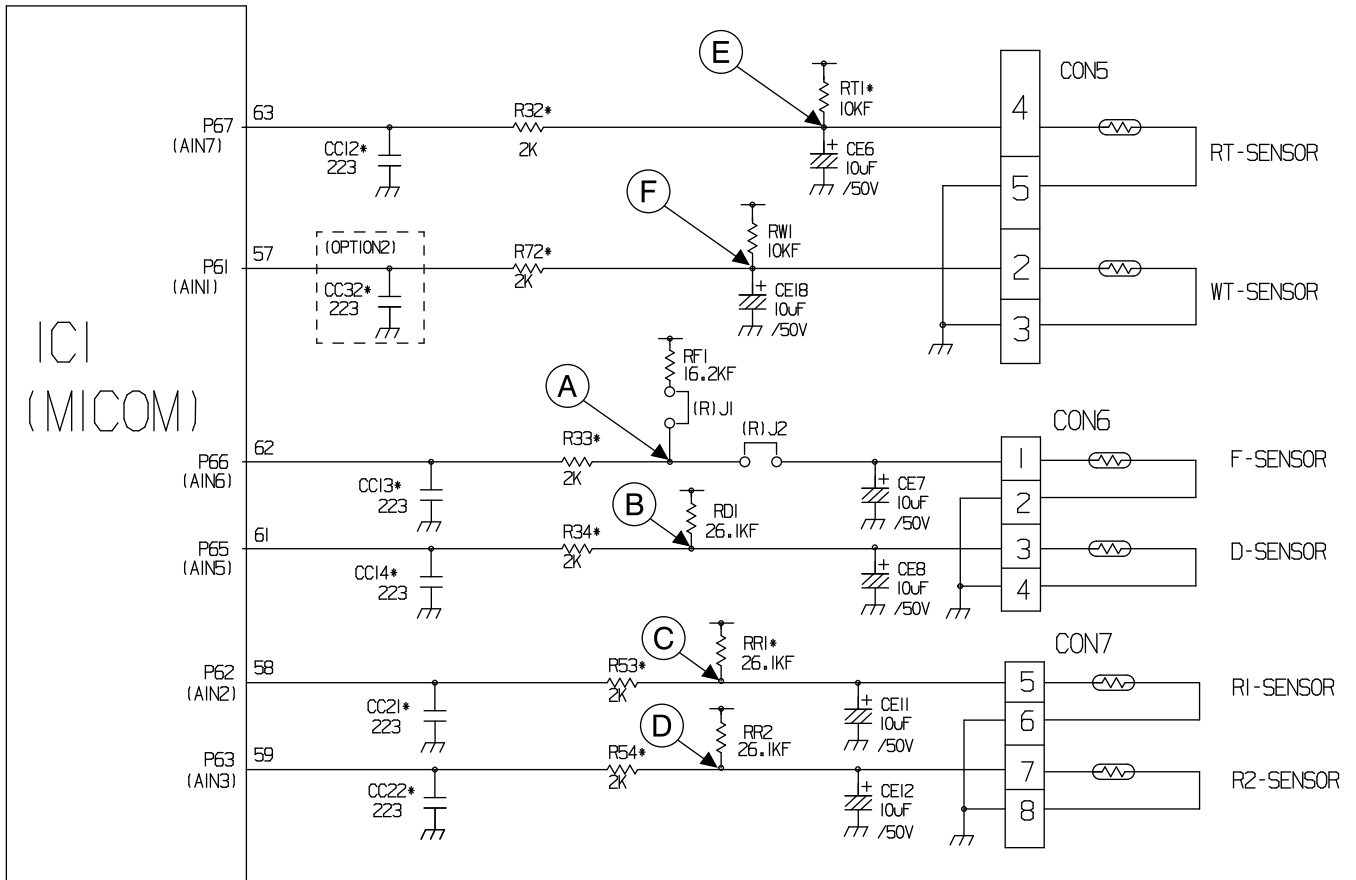 E
CON5
RT1*
10KF
P67
(AIN7)
63
R32*
2K
CC12*
223
+ CE6
10uF
/50V
4
5
RT-SENSOR
F
RW1
10KF
P61
(AIN1)
57
(OPTION2)
CC32*
223
R72*
2K
+ CE18
10uF
/50V
2
3
WT-SENSOR
IC1
(MICOM)
A
RF1
16.2KF
(R)J1
(R)J2
CON6
P66
(AIN6)
62
CC13*
223
R33*
2K
+ CE7
10uF
/50V
1
2
F-SENSOR
B
RD1
26.1KF
P65
(AIN5)
61
CC14*
223
R34*
2K
+ CE8
10uF
/50V
3
4
D-SENSOR
C
RR1*
26.1KF
CON7
P62
(AIN2)
58
CC21*
223
R53*
2K
+ CE11
10uF
/50V
5
6
R1-SENSOR
D
RR2
26.1KF
P63
(AIN3)
59
CC22*
223
R54*
2K
+ CE12
10uF
/50V
7
8
R2-SENSOR